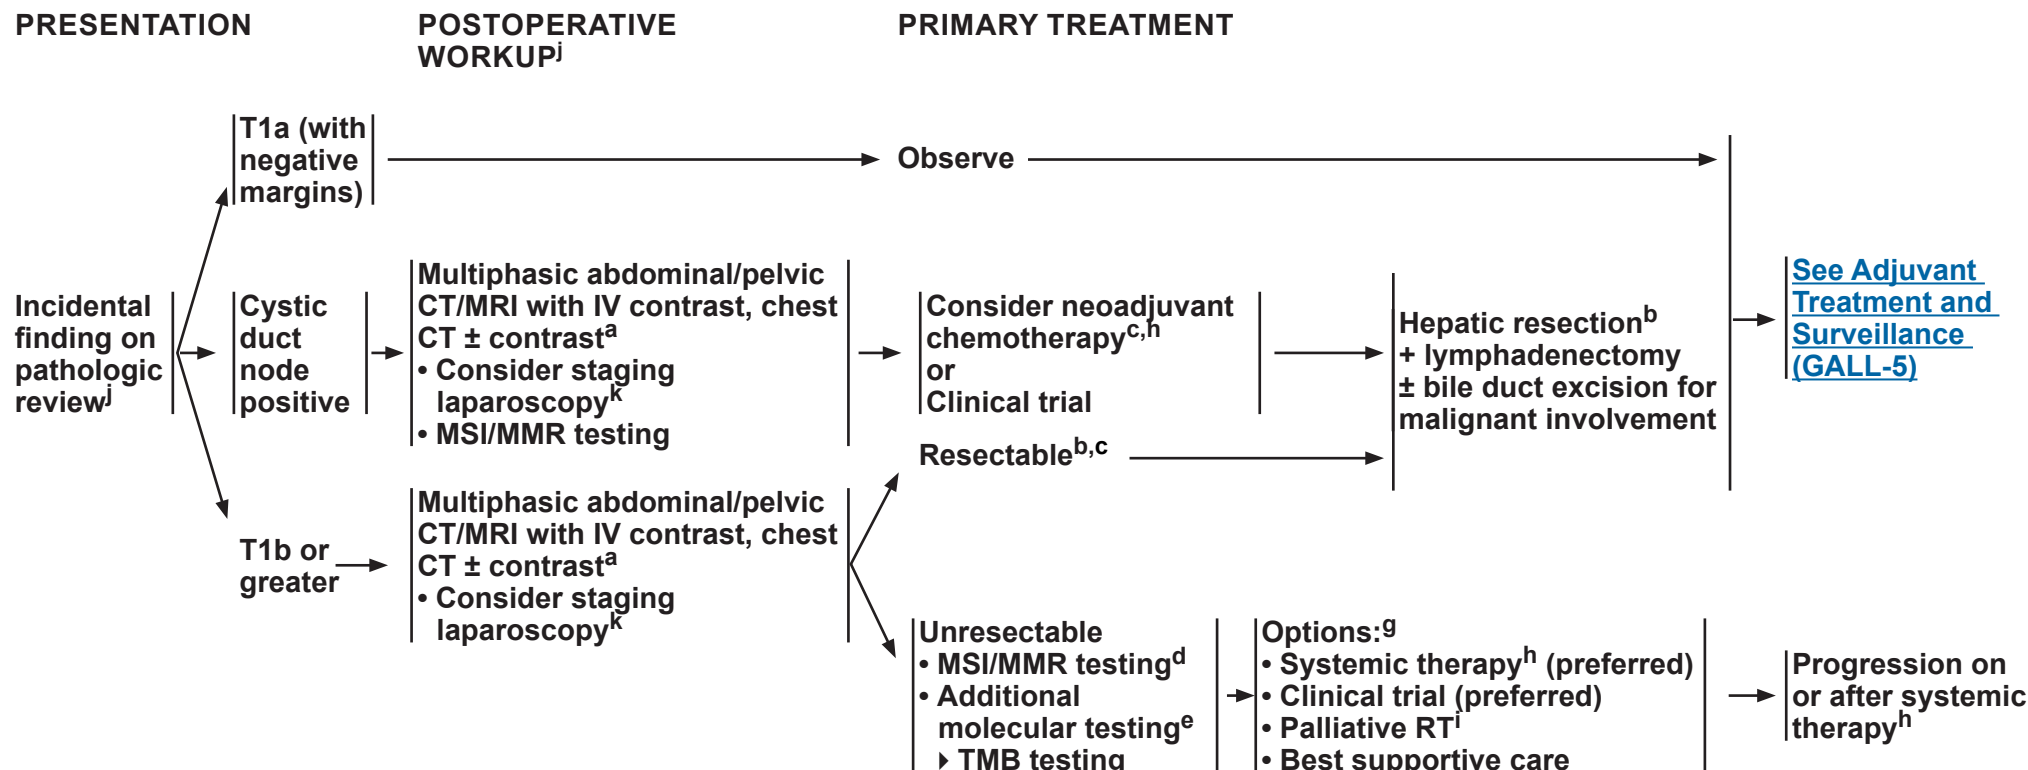 PRESENTATION
POSTOPERATIVE
WORKUPj
PRIMARY TREATMENT
T1a (with
negative
margins)
Observe
Incidental
finding on
pathologic
reviewj
Cystic
duct
node
positive
Multiphasic abdominal/pelvic
CT/MRI with IV contrast, chest
CT ± contrasta
• Consider staging
laparoscopyk
• MSI/MMR testing
Consider neoadjuvant
chemotherapyc,h
or
Clinical trial
Resectableb,c
Hepatic resectionb
+ lymphadenectomy
± bile duct excision for
malignant involvement
See Adjuvant
Treatment and
Surveillance
(GALL-5)
T1b or
greater
Multiphasic abdominal/pelvic
CT/MRI with IV contrast, chest
CT ± contrasta
• Consider staging
laparoscopyk
Unresectable
• MSI/MMR testingd
• Additional
molecular testinge
▸ TMB testing
Options:g
• Systemic therapyh (preferred)
• Clinical trial (preferred)
• Palliative RTi
• Best supportive care
Progression on
or after systemic
therapyh